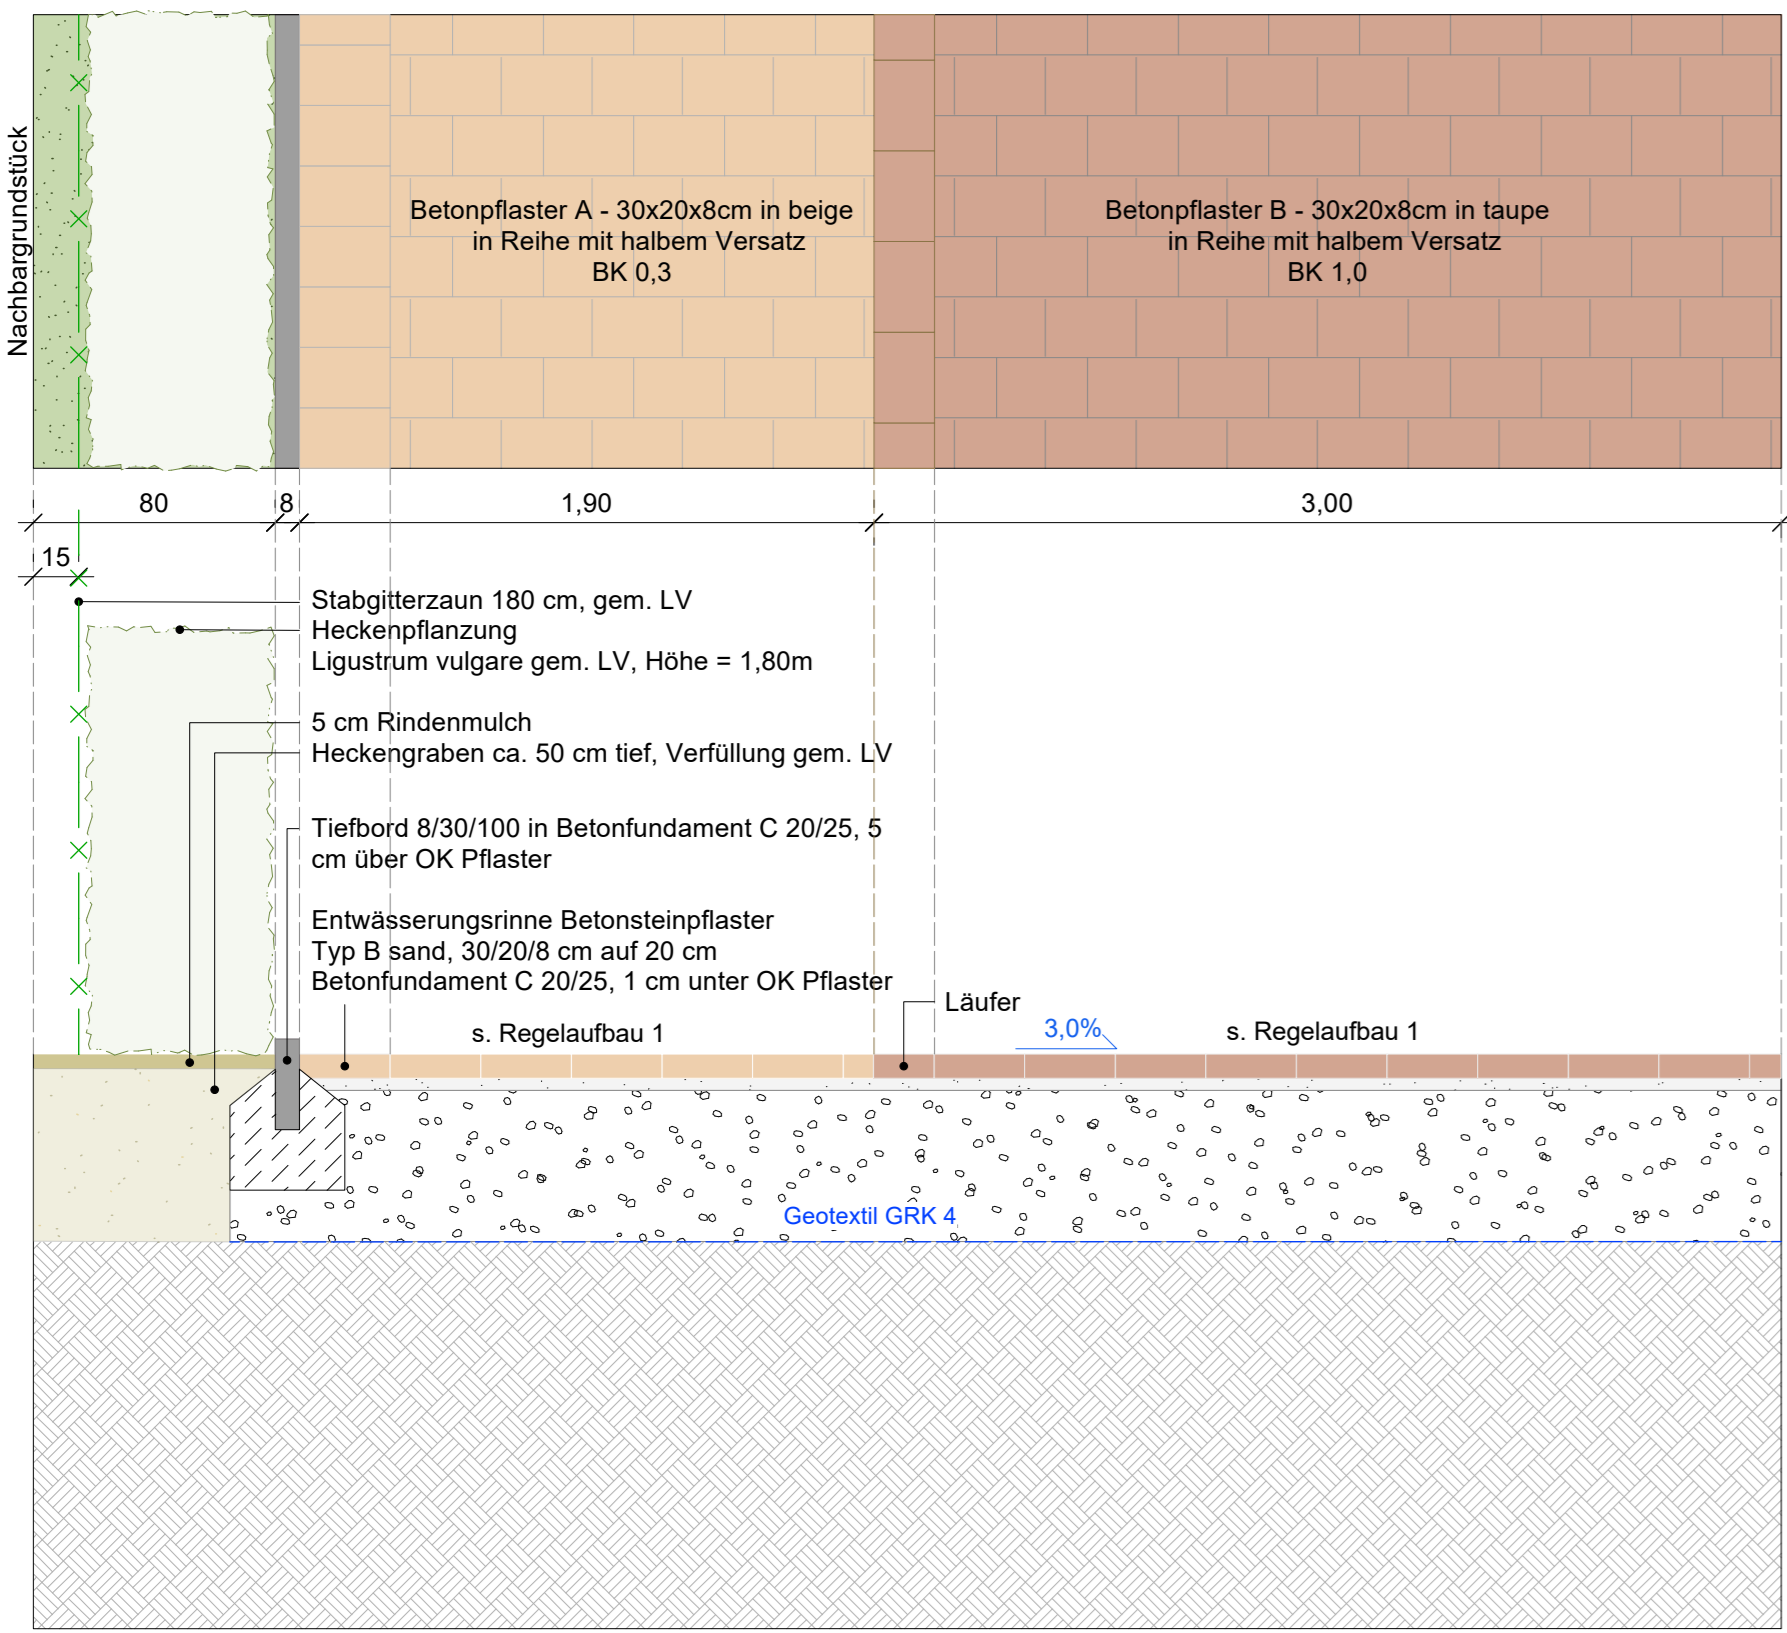 Nachbargrundstück
Betonpflaster A - 30x20x8cm in beige
in Reihe mit halbem Versatz
BK 0,3
Betonpflaster B - 30x20x8cm in taupe
in Reihe mit halbem Versatz
BK 1,0
80
8
1,90
3,00
15
Stabgitterzaun 180 cm, gem. LV
Heckenpflanzung
Ligustrum vulgare gem. LV, Höhe = 1,80m
5 cm Rindenmulch
Heckengraben ca. 50 cm tief, Verfüllung gem. LV
Tiefbord 8/30/100 in Betonfundament C 20/25, 5
cm über OK Pflaster
Entwässerungsrinne Betonsteinpflaster
Typ B sand, 30/20/8 cm auf 20 cm
Betonfundament C 20/25, 1 cm unter OK Pflaster
Läufer
s. Regelaufbau 1
3,0%
s. Regelaufbau 1
Geotextil GRK 4